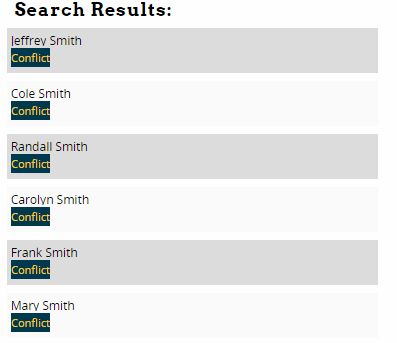 Search Results:
Jeffrey Smith
Conflict
Cole Smith
Conflict
Randall Smith
Conflict
Carolyn Smith
Conflict
Frank Smith
Conflict
Mary Smith
Conflict